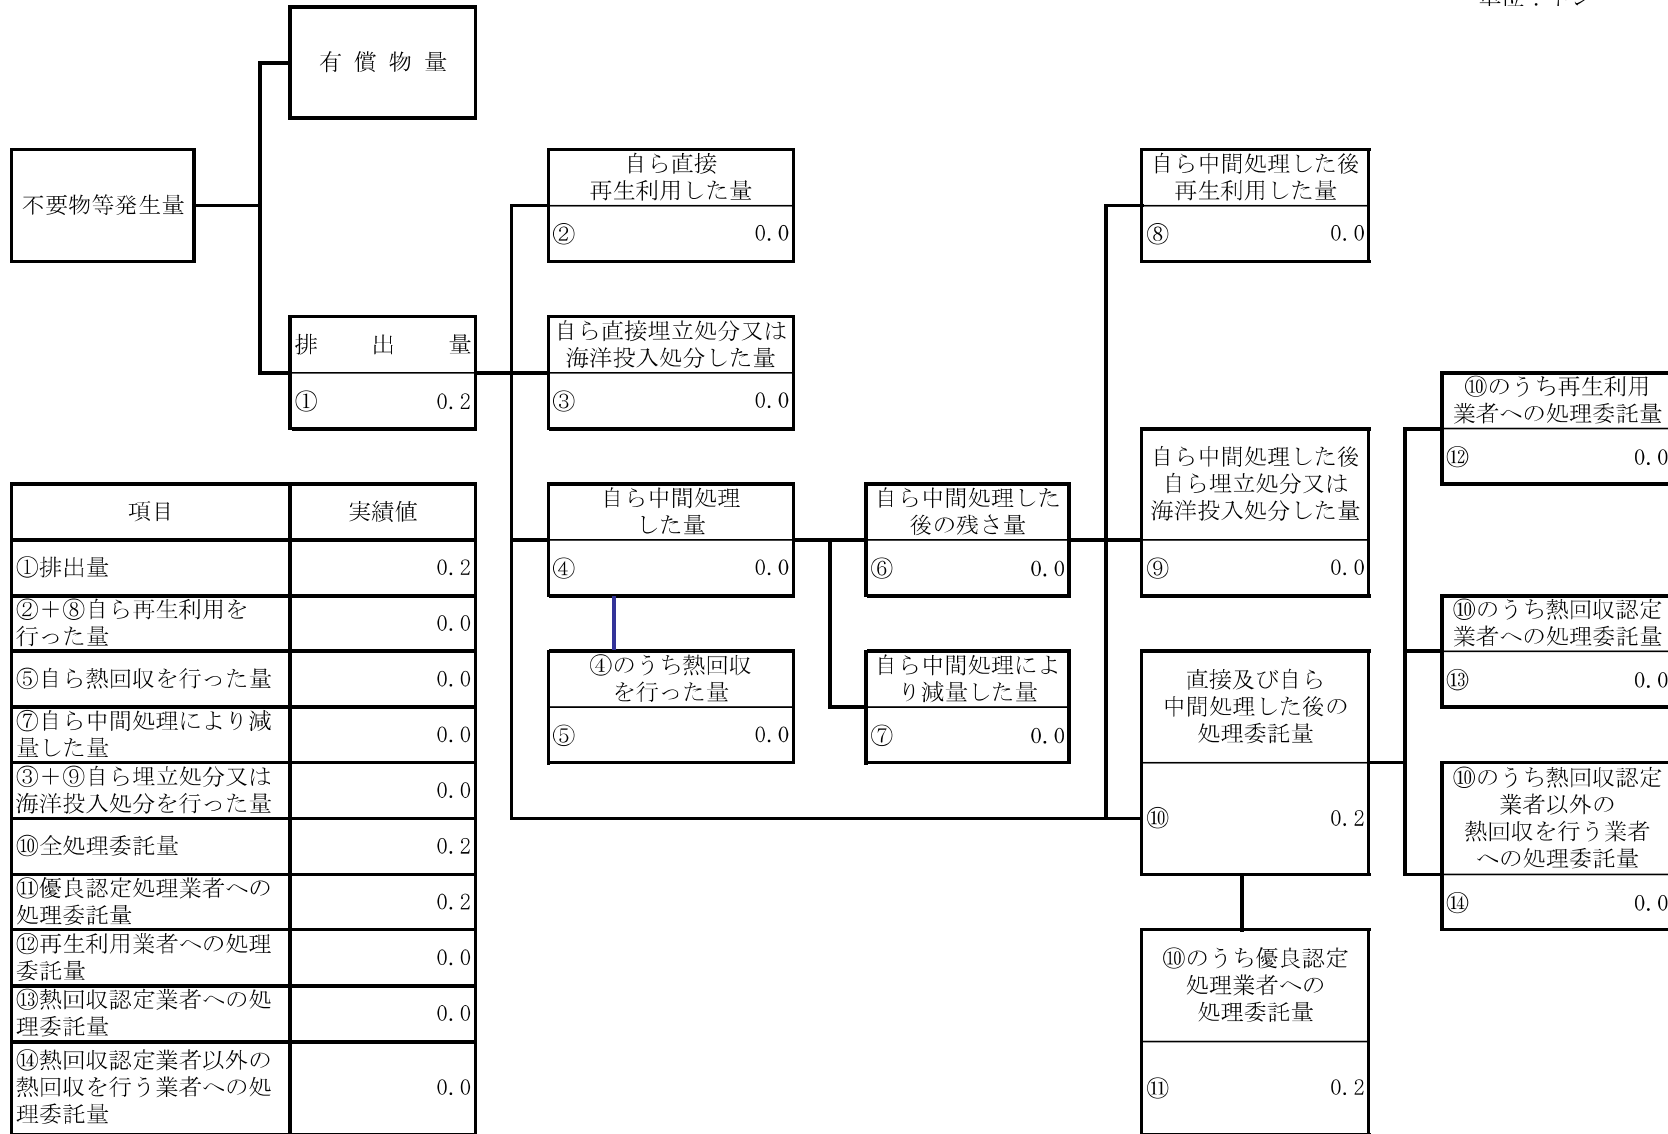 単位：トン
有償物量
不要物等発生量
自ら直接
再生利用した量
② 0.0
自ら中間処理した後
再生利用した量
⑧ 0.0
排出量
① 0.2
自ら直接埋立処分又は
海洋投入処分した量
③ 0.0
⑩のうち再生利用
業者への処理委託量
⑫ 0.0
自ら中間処理した後
自ら埋立処分又は
海洋投入処分した量
⑨ 0.0
自ら中間処理
した量
④ 0.0
自ら中間処理した
後の残さ量
⑥ 0.0
⑩のうち熱回収認定
業者への処理委託量
⑬ 0.0
④のうち熱回収
を行った量
⑤ 0.0
自ら中間処理によ
り減量した量
⑦ 0.0
直接及び自ら
中間処理した後の
処理委託量
⑩ 0.2
⑩のうち熱回収認定
業者以外の
熱回収を行う業者
への処理委託量
⑭ 0.0
⑩のうち優良認定
処理業者への
処理委託量
⑪ 0.2
項目 実績値
①排出量 0.2
②＋⑧自ら再生利用を
行った量 0.0
⑤自ら熱回収を行った量 0.0
⑦自ら中間処理により減
量した量 0.0
③＋⑨自ら埋立処分又は
海洋投入処分を行った量 0.0
⑩全処理委託量 0.2
⑪優良認定処理業者への
処理委託量 0.2
⑫再生利用業者への処理
委託量 0.0
⑬熱回収認定業者への処
理委託量 0.0
⑭熱回収認定業者以外の
熱回収を行う業者への処
理委託量 0.0